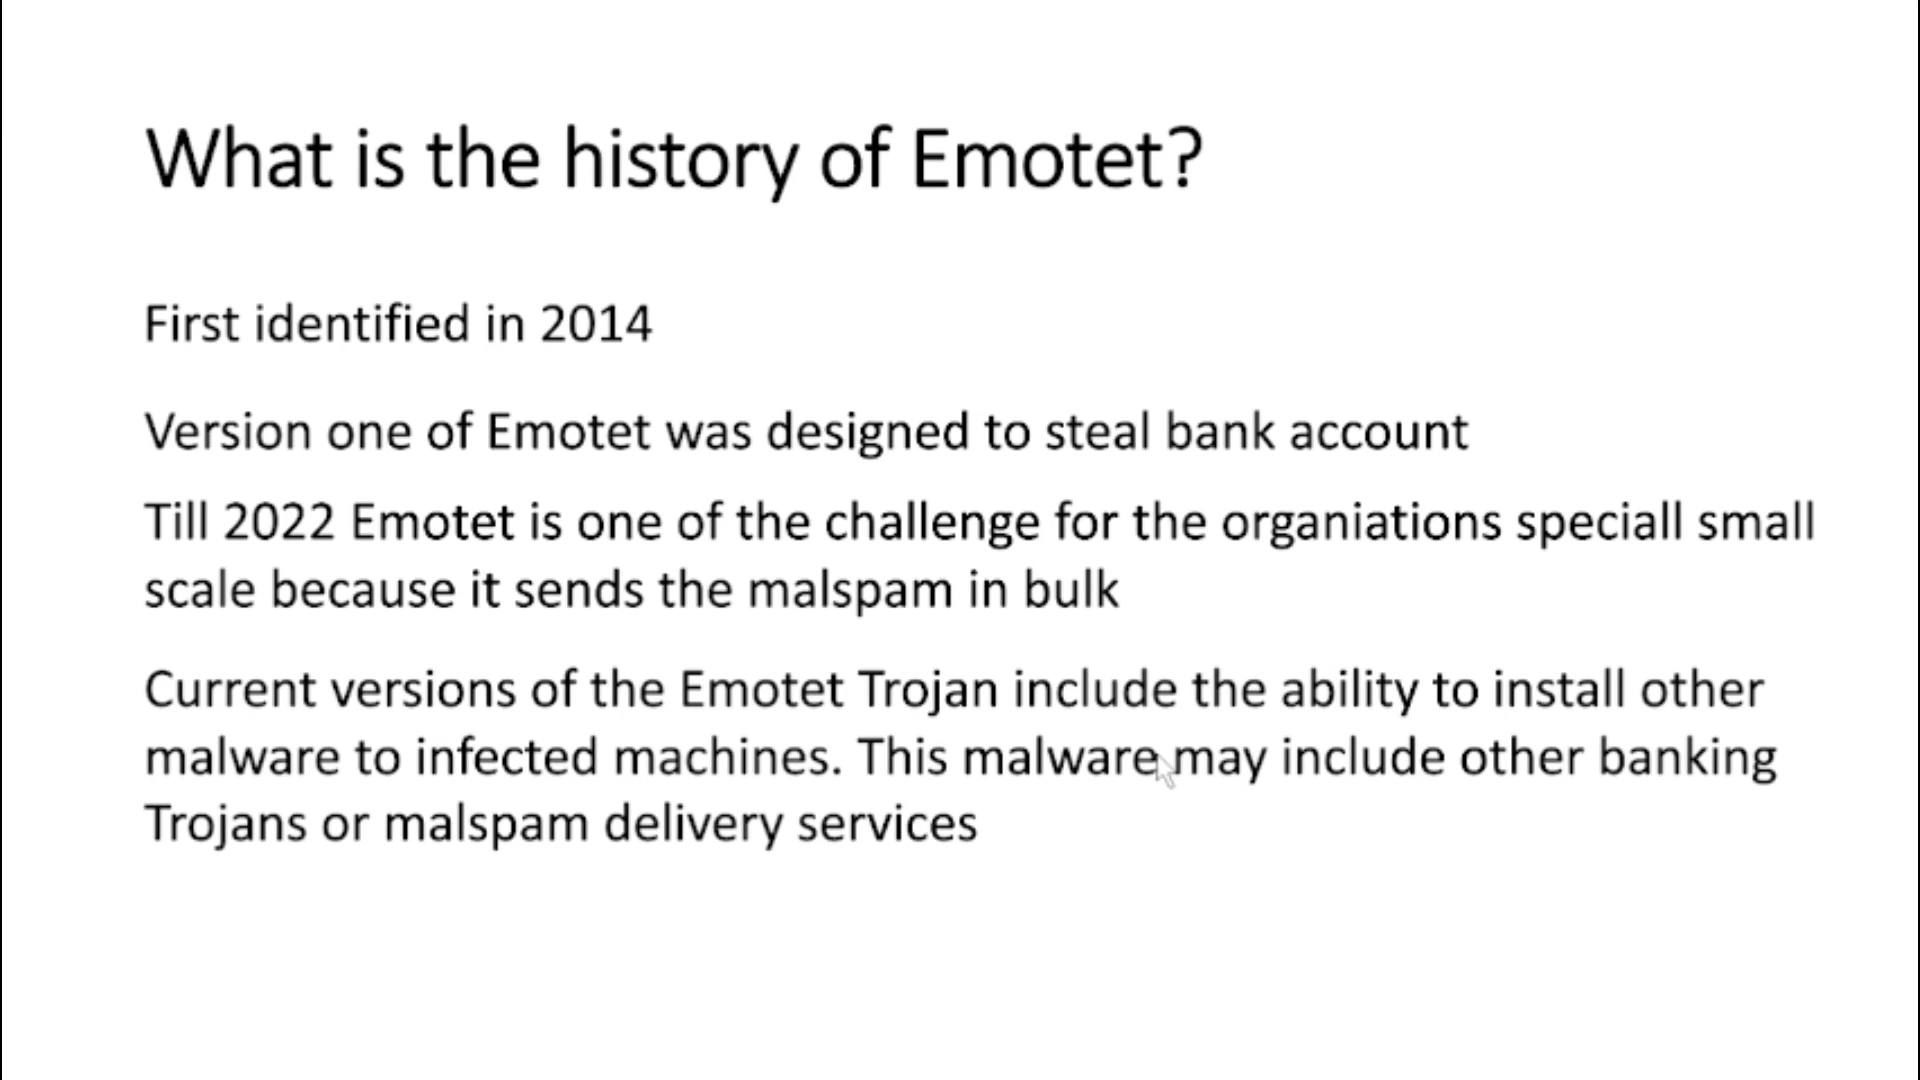 What is the history of Emotet?
First identified in 2014
Version one of Emotet was designed to steal bank account
Till 2022 Emotet is one of the challenge for the organiations speciall small
scale because it sends the malspam in bulk
Current versions of the Emotet Trojan include the ability to install other
malware to infected machines. This malware may include other banking
Trojans or malspam delivery services